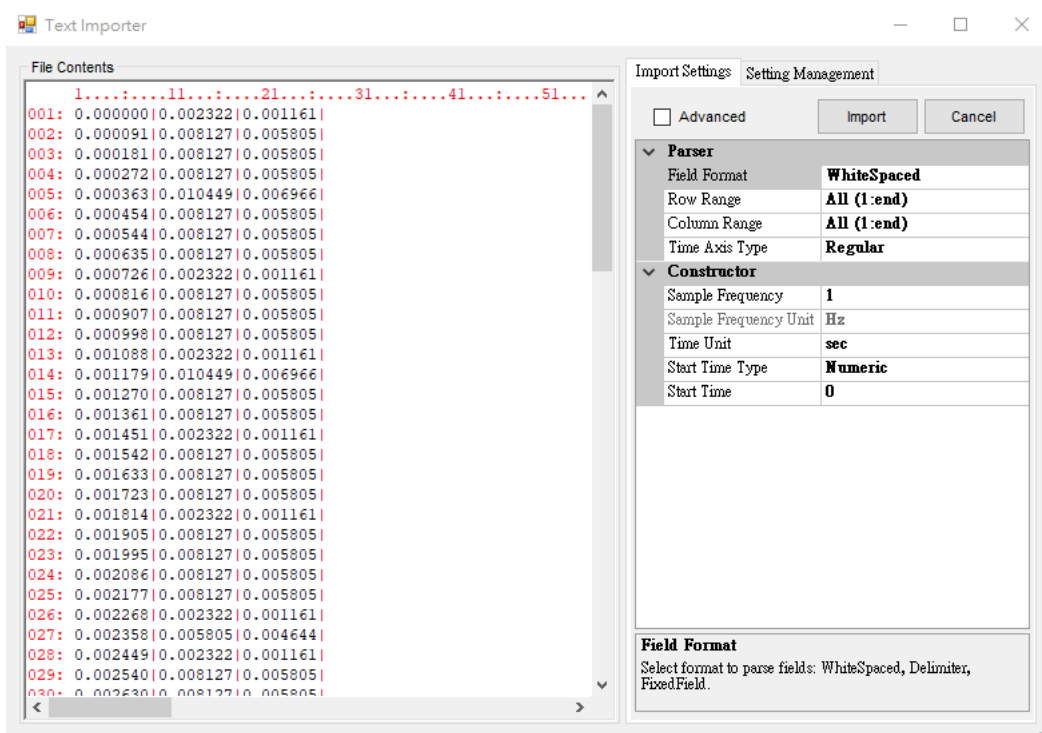 Text Importer
File Contents
1....:....11...:....21...:....31...:....41...:....51...
001: 0.000000|0.002322|0.001161|
002: 0.000091|0.008127|0.005805|
003: 0.000181|0.008127|0.005805|
004: 0.000272|0.008127|0.005805|
005: 0.000363|0.010449|0.006966|
006: 0.000454|0.008127|0.005805|
007: 0.000544|0.008127|0.005805|
008: 0.000635|0.008127|0.005805|
009: 0.000726|0.002322|0.001161|
010: 0.000816|0.008127|0.005805|
011: 0.000907|0.008127|0.005805|
012: 0.000998|0.008127|0.005805|
013: 0.001088|0.002322|0.001161|
014: 0.001179|0.010449|0.006966|
015: 0.001270|0.008127|0.005805|
016: 0.001361|0.008127|0.005805|
017: 0.001451|0.002322|0.001161|
018: 0.001542|0.008127|0.005805|
019: 0.001633|0.008127|0.005805|
020: 0.001723|0.008127|0.005805|
021: 0.001814|0.002322|0.001161|
022: 0.001905|0.008127|0.005805|
023: 0.001995|0.008127|0.005805|
024: 0.002086|0.008127|0.005805|
025: 0.002177|0.008127|0.005805|
026: 0.002268|0.002322|0.001161|
027: 0.002358|0.005805|0.004644|
028: 0.002449|0.002322|0.001161|
029: 0.002540|0.008127|0.005805|
030: 0.002630|0.008127|0.005805|
Import Settings Setting Management
Advanced Import Cancel
Parser
Field Format WhiteSpaced
Row Range All (1:end)
Column Range All (1:end)
Time Axis Type Regular
Constructor
Sample Frequency 1
Sample Frequency Unit Hz
Time Unit sec
Start Time Type Numeric
Start Time 0
Field Format
Select format to parse fields: WhiteSpaced, Delimiter,
FixedField.